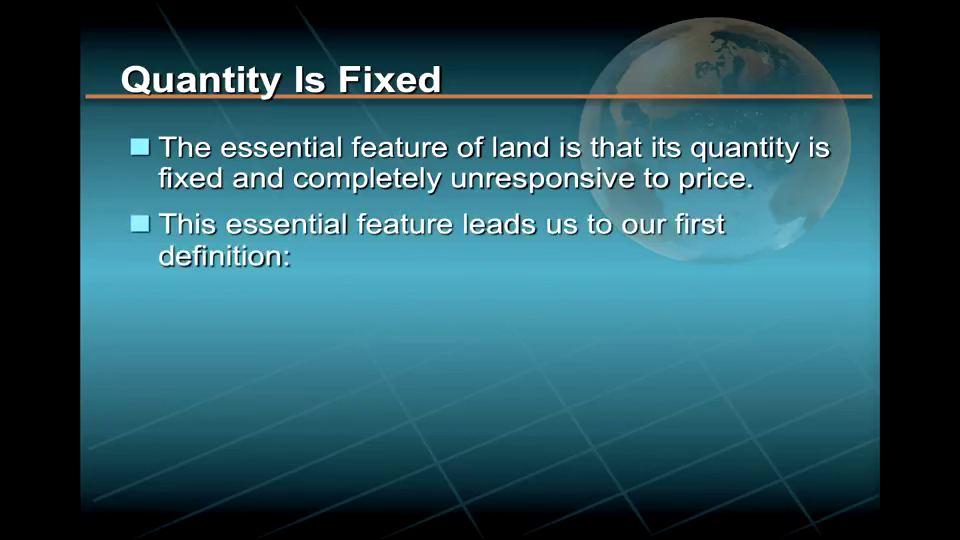 Quantity Is Fixed
The essential feature of land is that its quantity is
fixed and completely unresponsive to price.
This essential feature leads us to our first
definition: